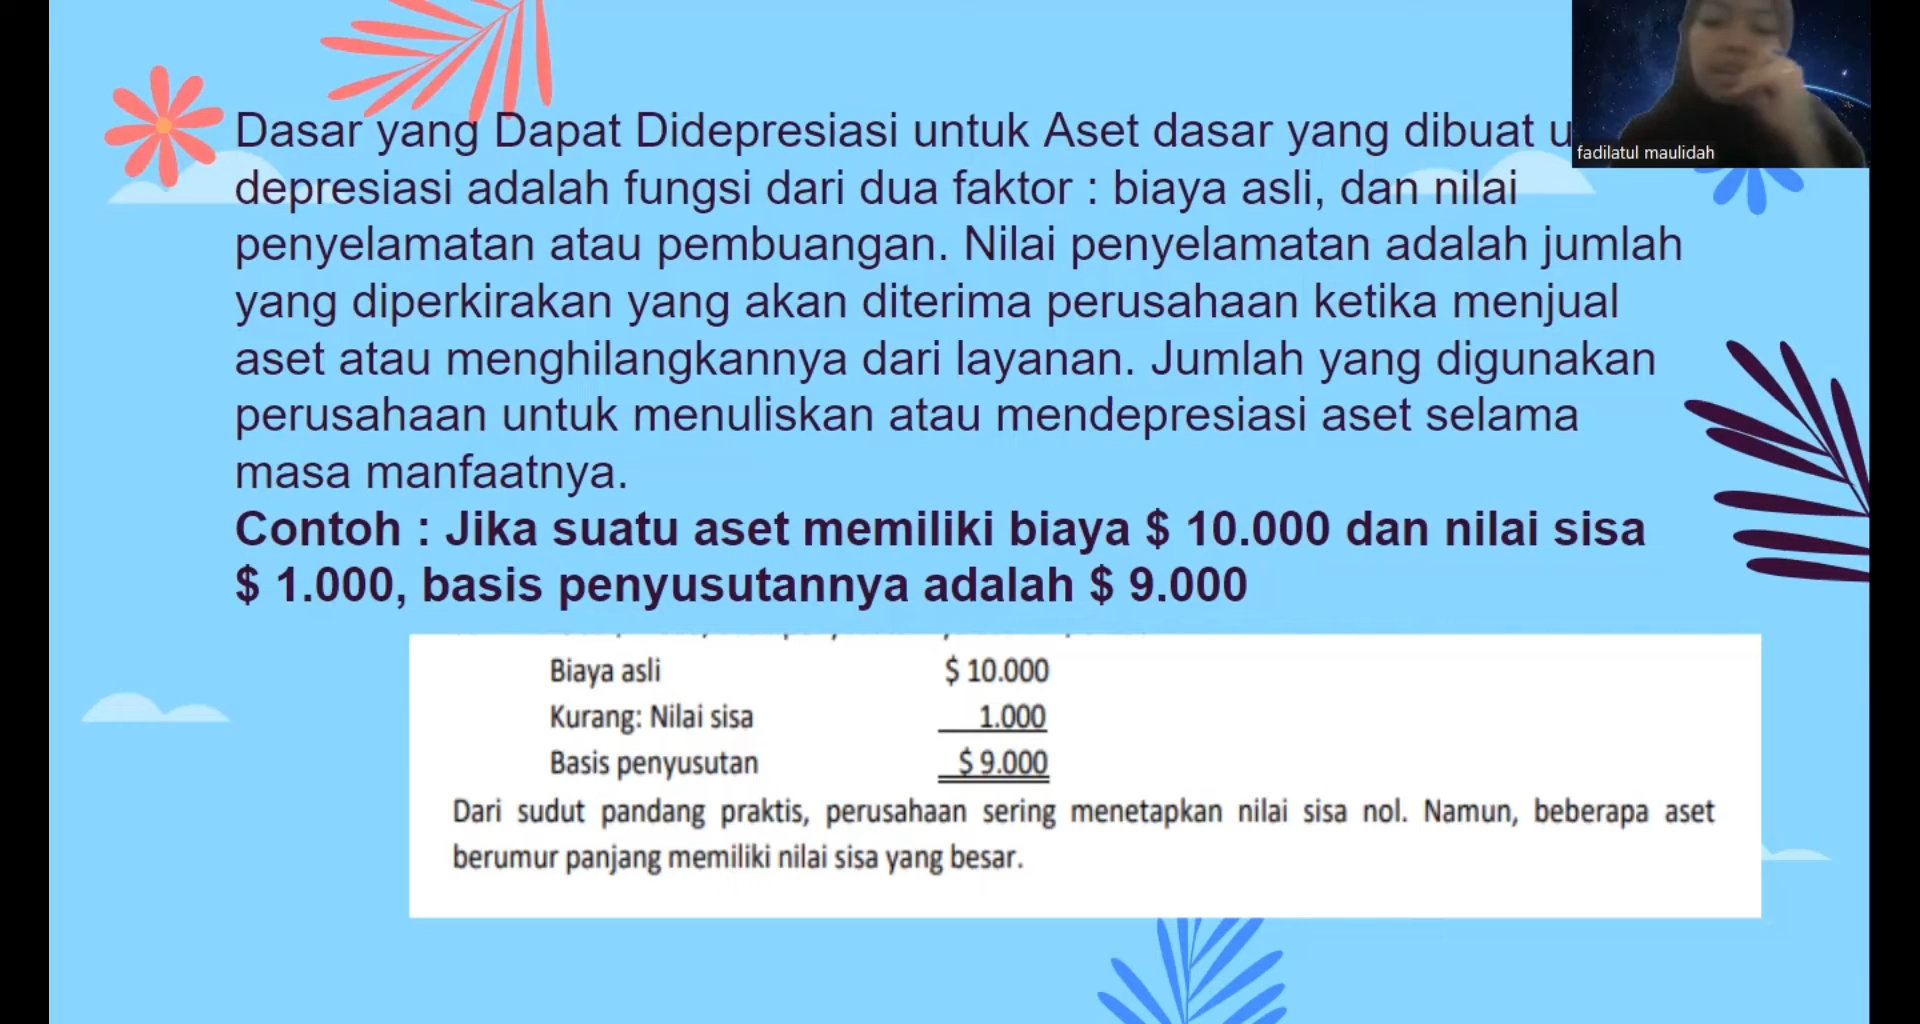 Dasar yang Dapat Didepresiasi untuk Aset dasar yang dibuat
depresiasi adalah fungsi dari dua faktor : biaya asli, dan nilai
penyelamatan atau pembuangan. Nilai penyelamatan adalah jumlah
yang diperkirakan yang akan diterima perusahaan ketika menjual
aset atau menghilangkannya dari layanan. Jumlah yang digunakan
perusahaan untuk menuliskan atau mendepresiasi aset selama
masa manfaatnya.
Contoh : Jika suatu aset memiliki biaya $ 10.000 dan nilai sisa
$ 1.000, basis penyusutannya adalah $ 9.000
fadilatul maulidah
Biaya asli $ 10.000
Kurang: Nilai sisa 1.000
Basis penyusutan $ 9.000
Dari sudut pandang praktis, perusahaan sering menetapkan nilai sisa nol. Namun, beberapa aset
berumur panjang memiliki nilai sisa yang besar.